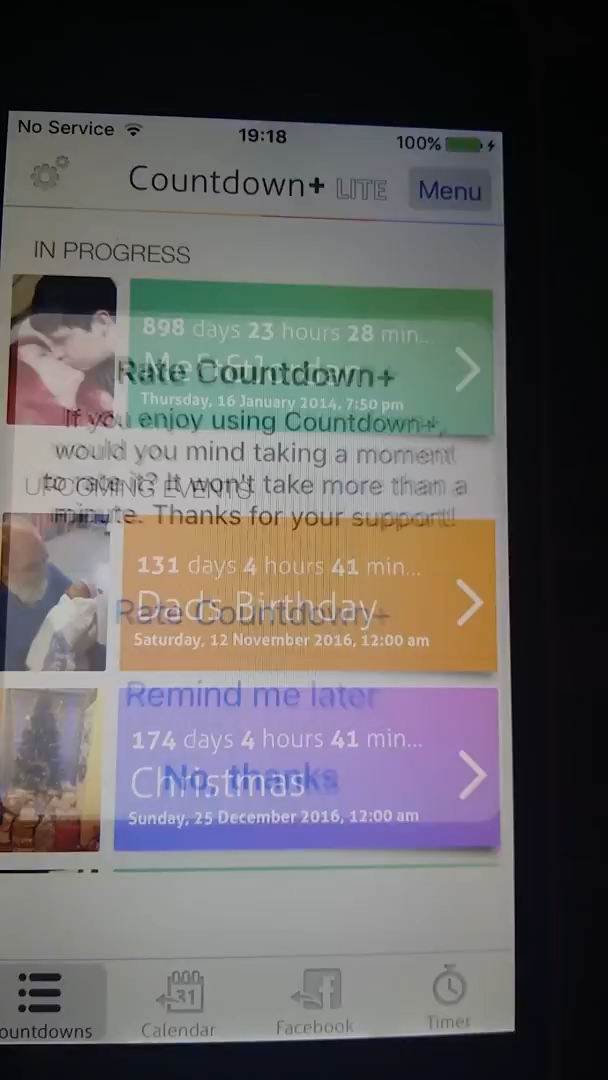 No Service
19:18
100%
Countdown+ LITE
Menu
IN PROGRESS
898 days 23 hours 28 min...
Thursday, 16 January 2014, 7:50 pm
Rate Countdown+
If you enjoy using Countdown+,
would you mind taking a moment
to rate it? It won't take more than a
minute. Thanks for your support!
UPCOMING EVENTS
131 days 4 hours 41 min...
Dads Birthday
Saturday, 12 November 2016, 12:00 am
Rate Countdown+
Remind me later
174 days 4 hours 41 min...
Christmas
Sunday, 25 December 2016, 12:00 am
No, thanks
ountdowns
31
Calendar
Facebook
Timer